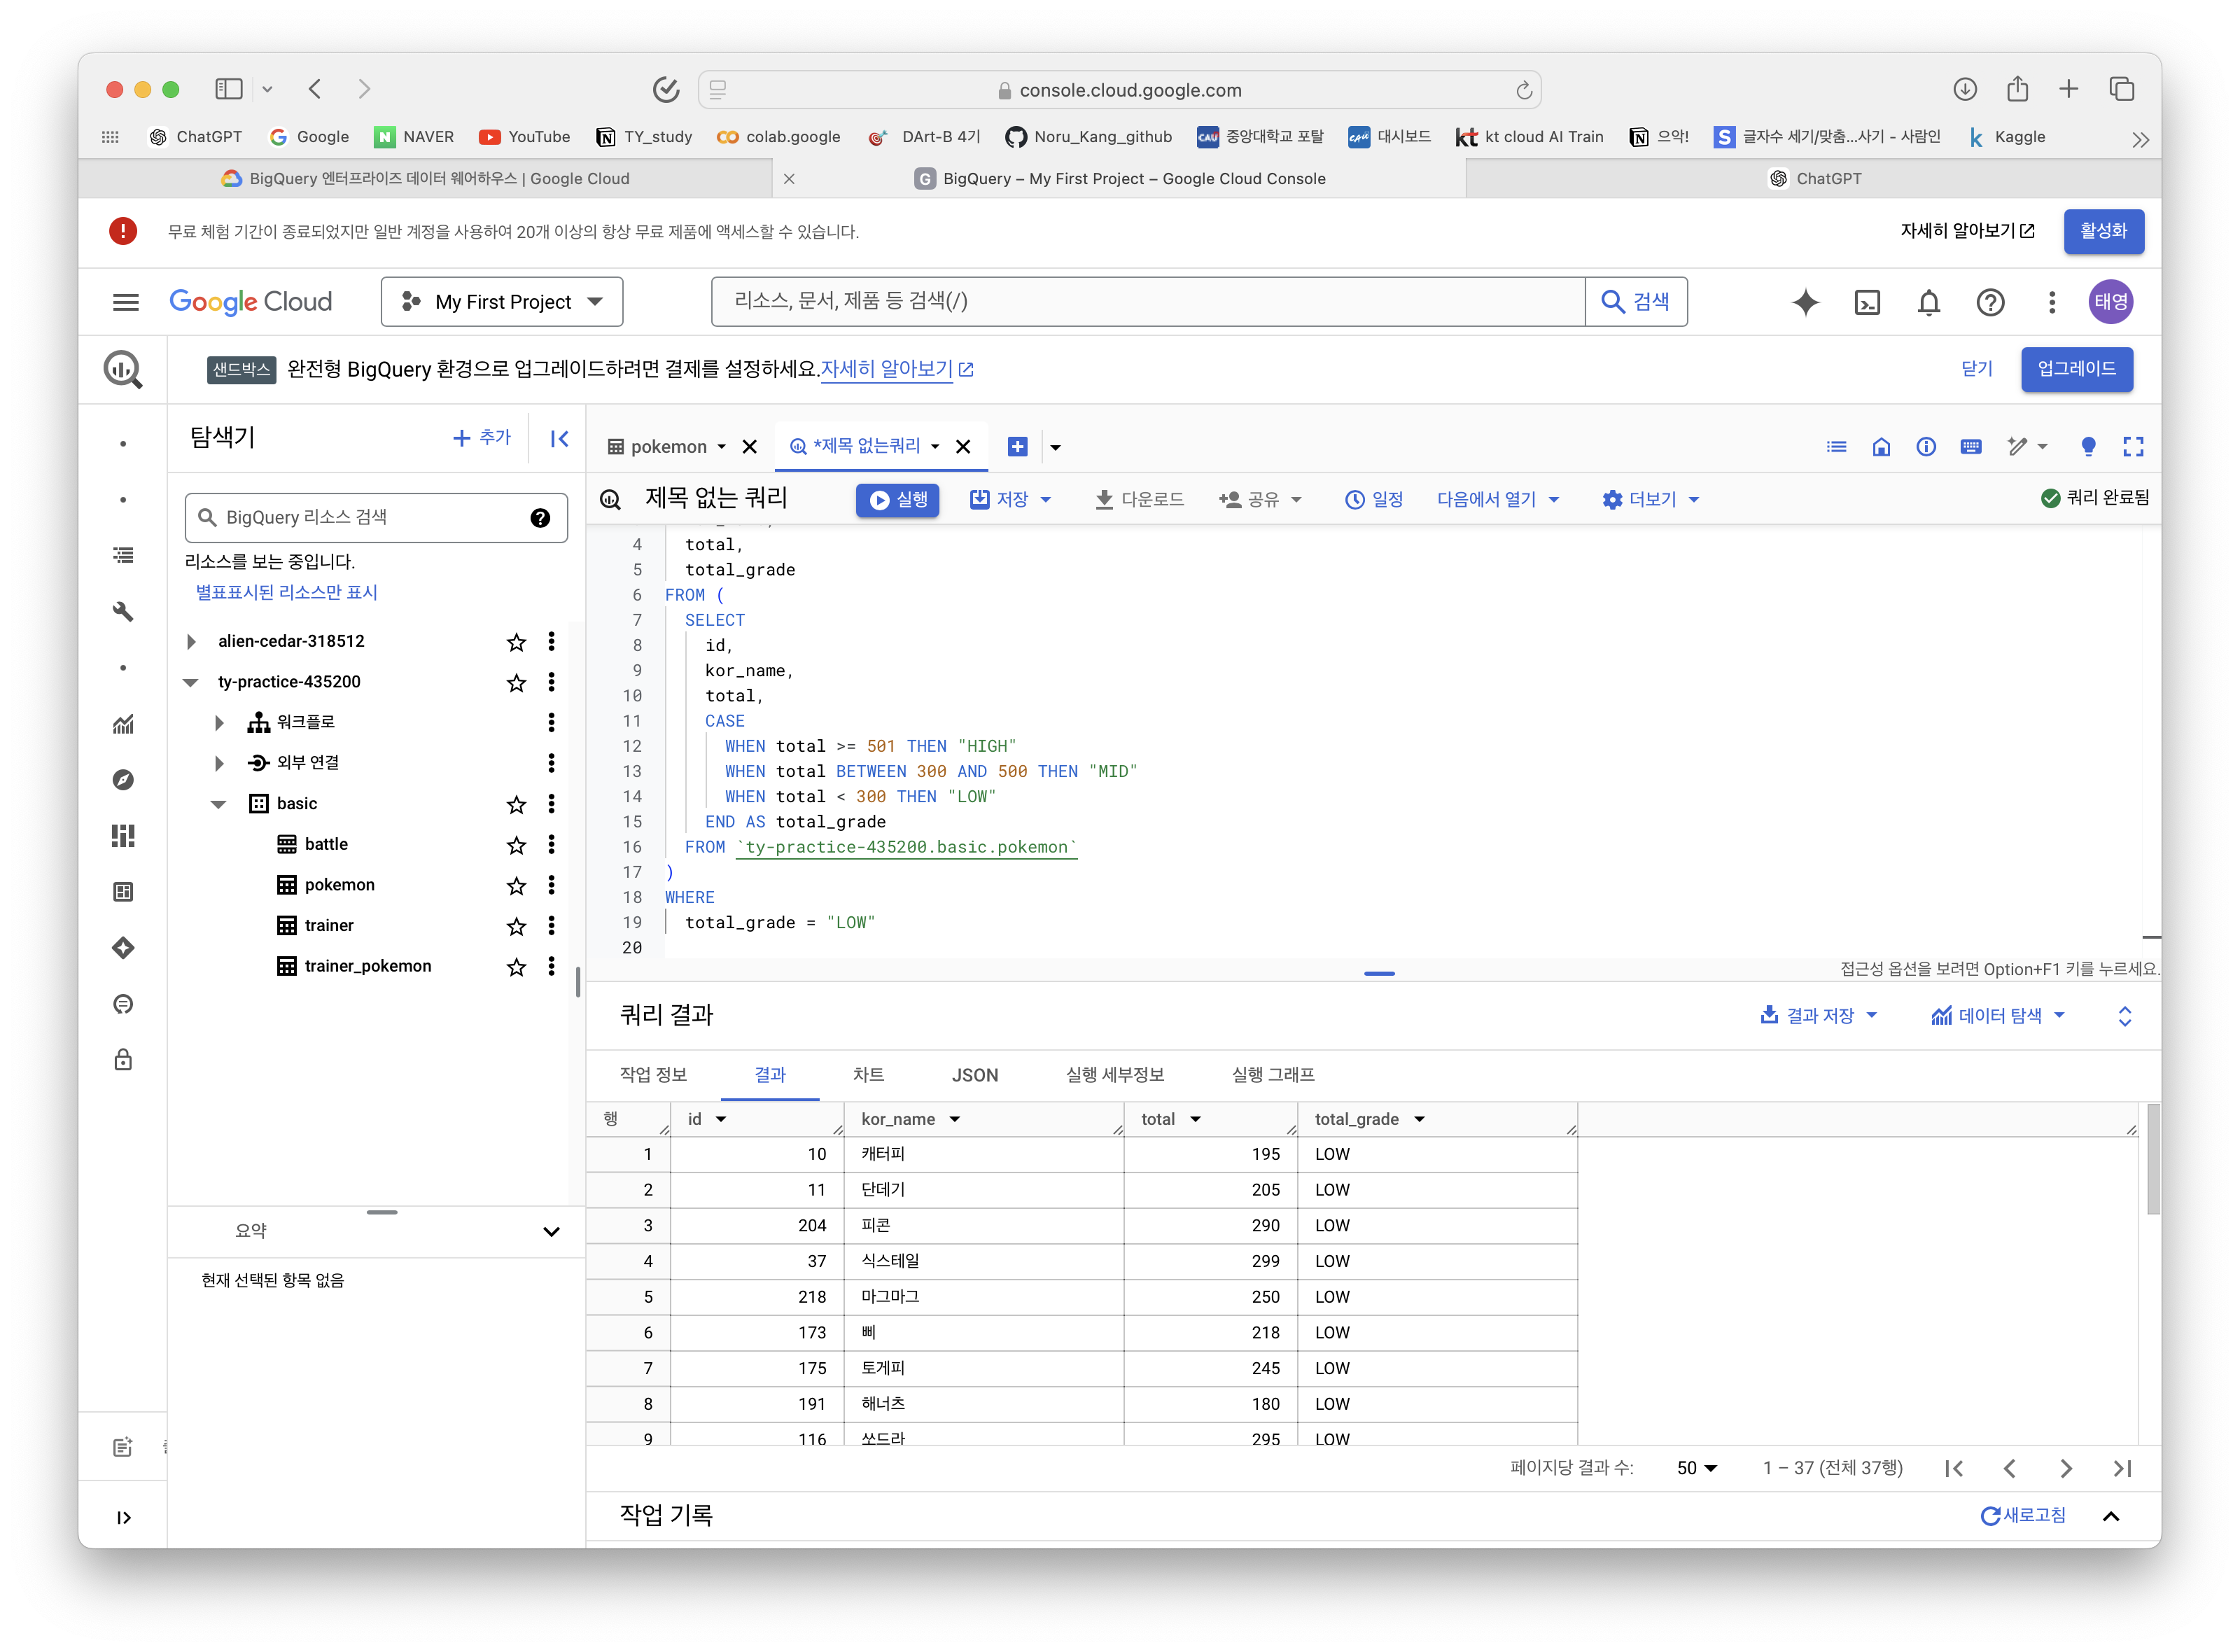 console.cloud.google.com
ChatGPT
Google
NAVER
YouTube
TY_study
colab.google
DArt-B 4기
Noru_Kang_github
중앙대학교 포탈
대시보드
kt cloud AI Train
으악!
글자수 세기/맞춤...사기 - 사람인
Kaggle
BigQuery 엔터프라이즈 데이터 웨어하우스 | Google Cloud
BigQuery – My First Project – Google Cloud Console
ChatGPT
무료 체험 기간이 종료되었지만 일반 계정을 사용하여 20개 이상의 항상 무료 제품에 액세스할 수 있습니다.
자세히 알아보기
활성화
Google Cloud
My First Project
리소스, 문서, 제품 등 검색(/)
검색
태영
샌드박스 완전형 BigQuery 환경으로 업그레이드하려면 결제를 설정하세요. 자세히 알아보기
닫기
업그레이드
탐색기
추가
BigQuery 리소스 검색
리소스를 보는 중입니다.
별표표시된 리소스만 표시
alien-cedar-318512
ty-practice-435200
워크플로
외부 연결
basic
battle
pokemon
trainer
trainer_pokemon
요약
현재 선택된 항목 없음
pokemon
*제목 없는쿼리
제목 없는 쿼리
실행
저장
다운로드
공유
일정
다음에서 열기
더보기
쿼리 완료됨
4 total,
5 total_grade
6 FROM (
7 SELECT
8 id,
9 kor_name,
10 total,
11 CASE
12 WHEN total >= 501 THEN "HIGH"
13 WHEN total BETWEEN 300 AND 500 THEN "MID"
14 WHEN total < 300 THEN "LOW"
15 END AS total_grade
16 FROM `ty-practice-435200.basic.pokemon`
17 )
18 WHERE
19 total_grade = "LOW"
20
접근성 옵션을 보려면 Option+F1 키를 누르세요.
쿼리 결과
결과 저장
데이터 탐색
작업 정보
결과
차트
JSON
실행 세부정보
실행 그래프
행 id kor_name total total_grade
1 10 캐터피 195 LOW
2 11 단데기 205 LOW
3 204 피콘 290 LOW
4 37 식스테일 299 LOW
5 218 마그마그 250 LOW
6 173 삐 218 LOW
7 175 토게피 245 LOW
8 191 해너츠 180 LOW
9 116 쏘드라 295 LOW
페이지당 결과 수: 50 1 – 37 (전체 37행)
작업 기록
새로고침